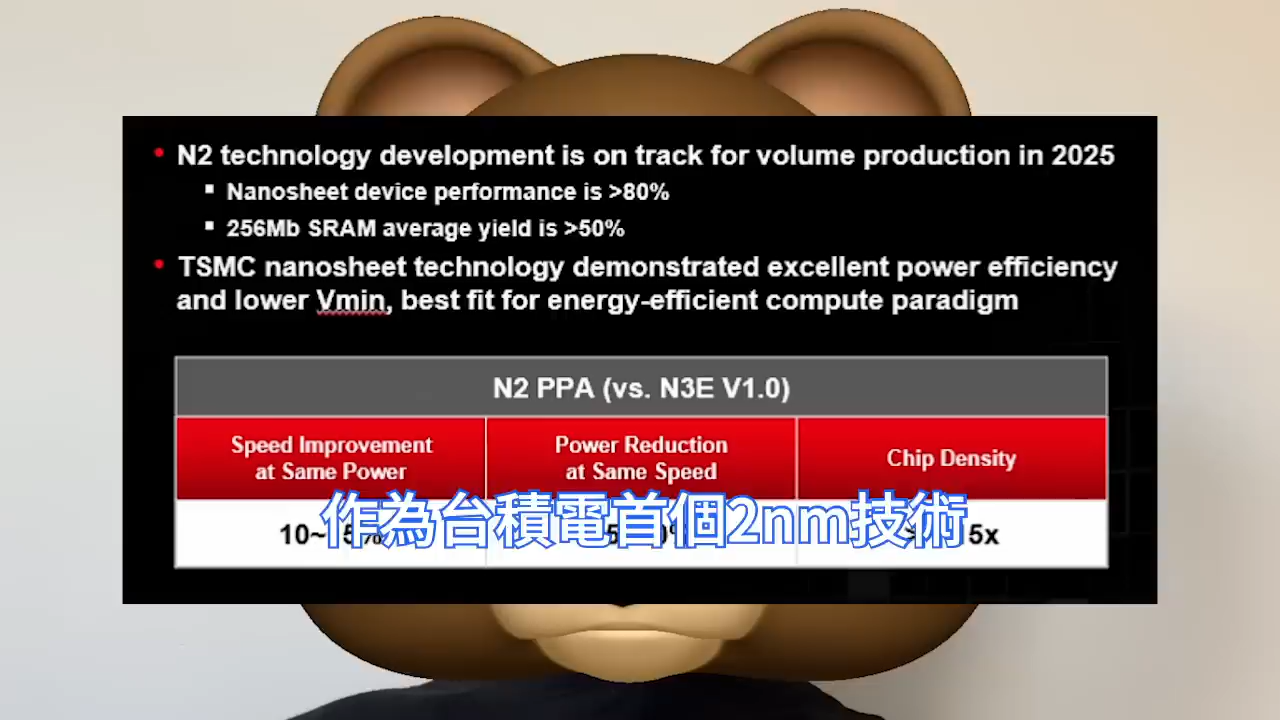 • N2 technology development is on track for volume production in 2025
▪ Nanosheet device performance is >80%
▪ 256Mb SRAM average yield is >50%
• TSMC nanosheet technology demonstrated excellent power efficiency
and lower Vmin, best fit for energy-efficient compute paradigm
N2 PPA (vs. N3E V1.0)
Speed Improvement
at Same Power
Power Reduction
at Same Speed
Chip Density
作為台積電首個2nm技術